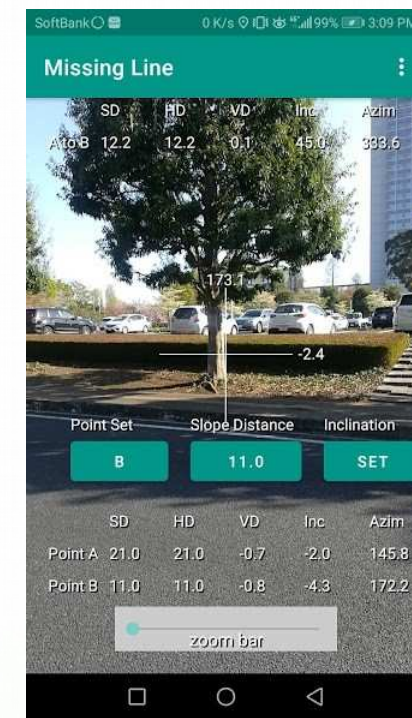 SoftBank 0 K/s 99% 3:09 PM
Missing Line
SD HD VD Inc Azim
A to B 12.2 12.2 0.1 45.0 333.6
173.1
-2.4
Point Set Slope Distance Inclination
B 11.0 SET
SD HD VD Inc Azim
Point A 21.0 21.0 -0.7 -2.0 145.8
Point B 11.0 11.0 -0.8 -4.3 172.2
zoom bar